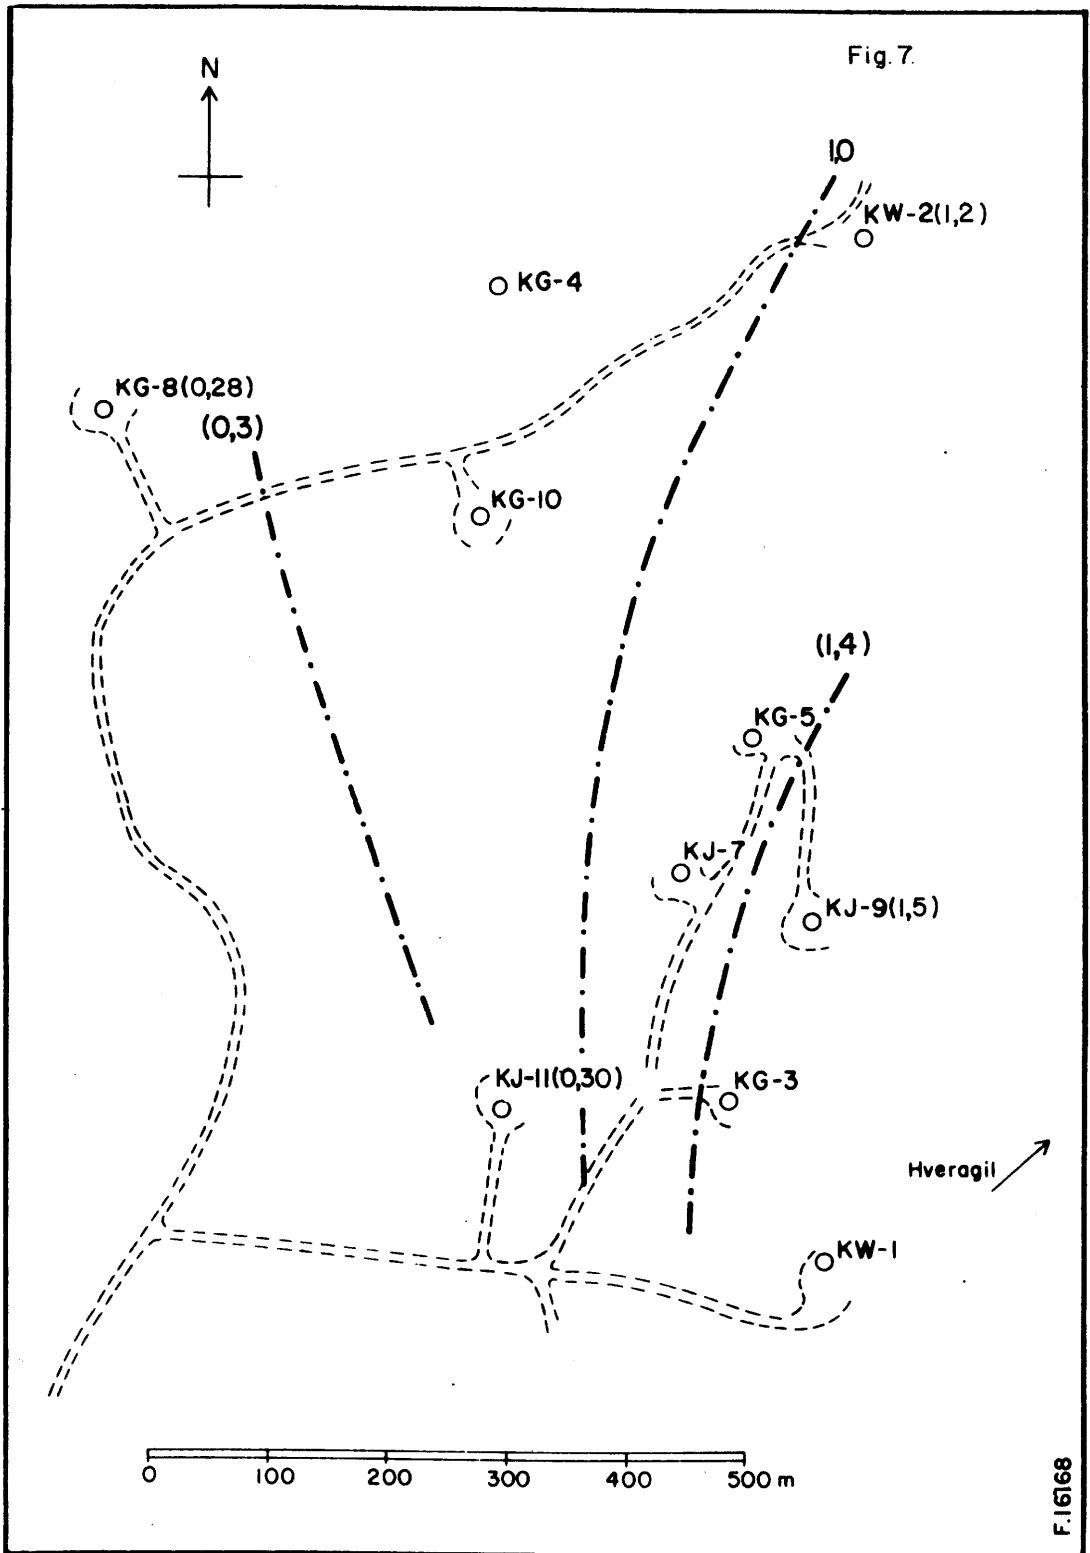 Fig. 7.
N
1,0
KW-2(1,2)
KG-4
KG-8(0,28)
(0,3)
KG-10
(1,4)
KG-5
KJ-7
KJ-9(1,5)
KJ-11(0,30)
KG-3
Hveragil
KW-1
0 100 200 300 400 500 m
F.16168